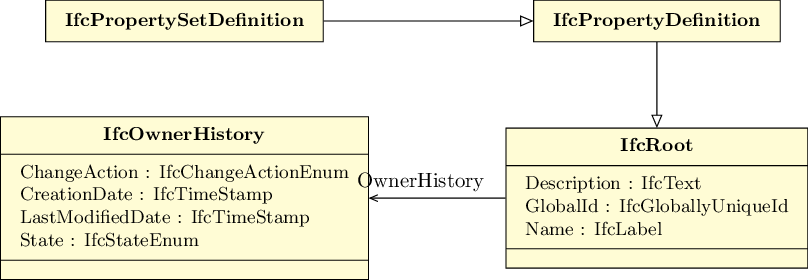 IfcPropertySetDefinition
IfcPropertyDefinition
IfcOwnerHistory
ChangeAction : IfcChangeActionEnum
CreationDate : IfcTimeStamp
LastModifiedDate : IfcTimeStamp
State : IfcStateEnum
OwnerHistory
IfcRoot
Description : IfcText
GlobalId : IfcGloballyUniqueId
Name : IfcLabel